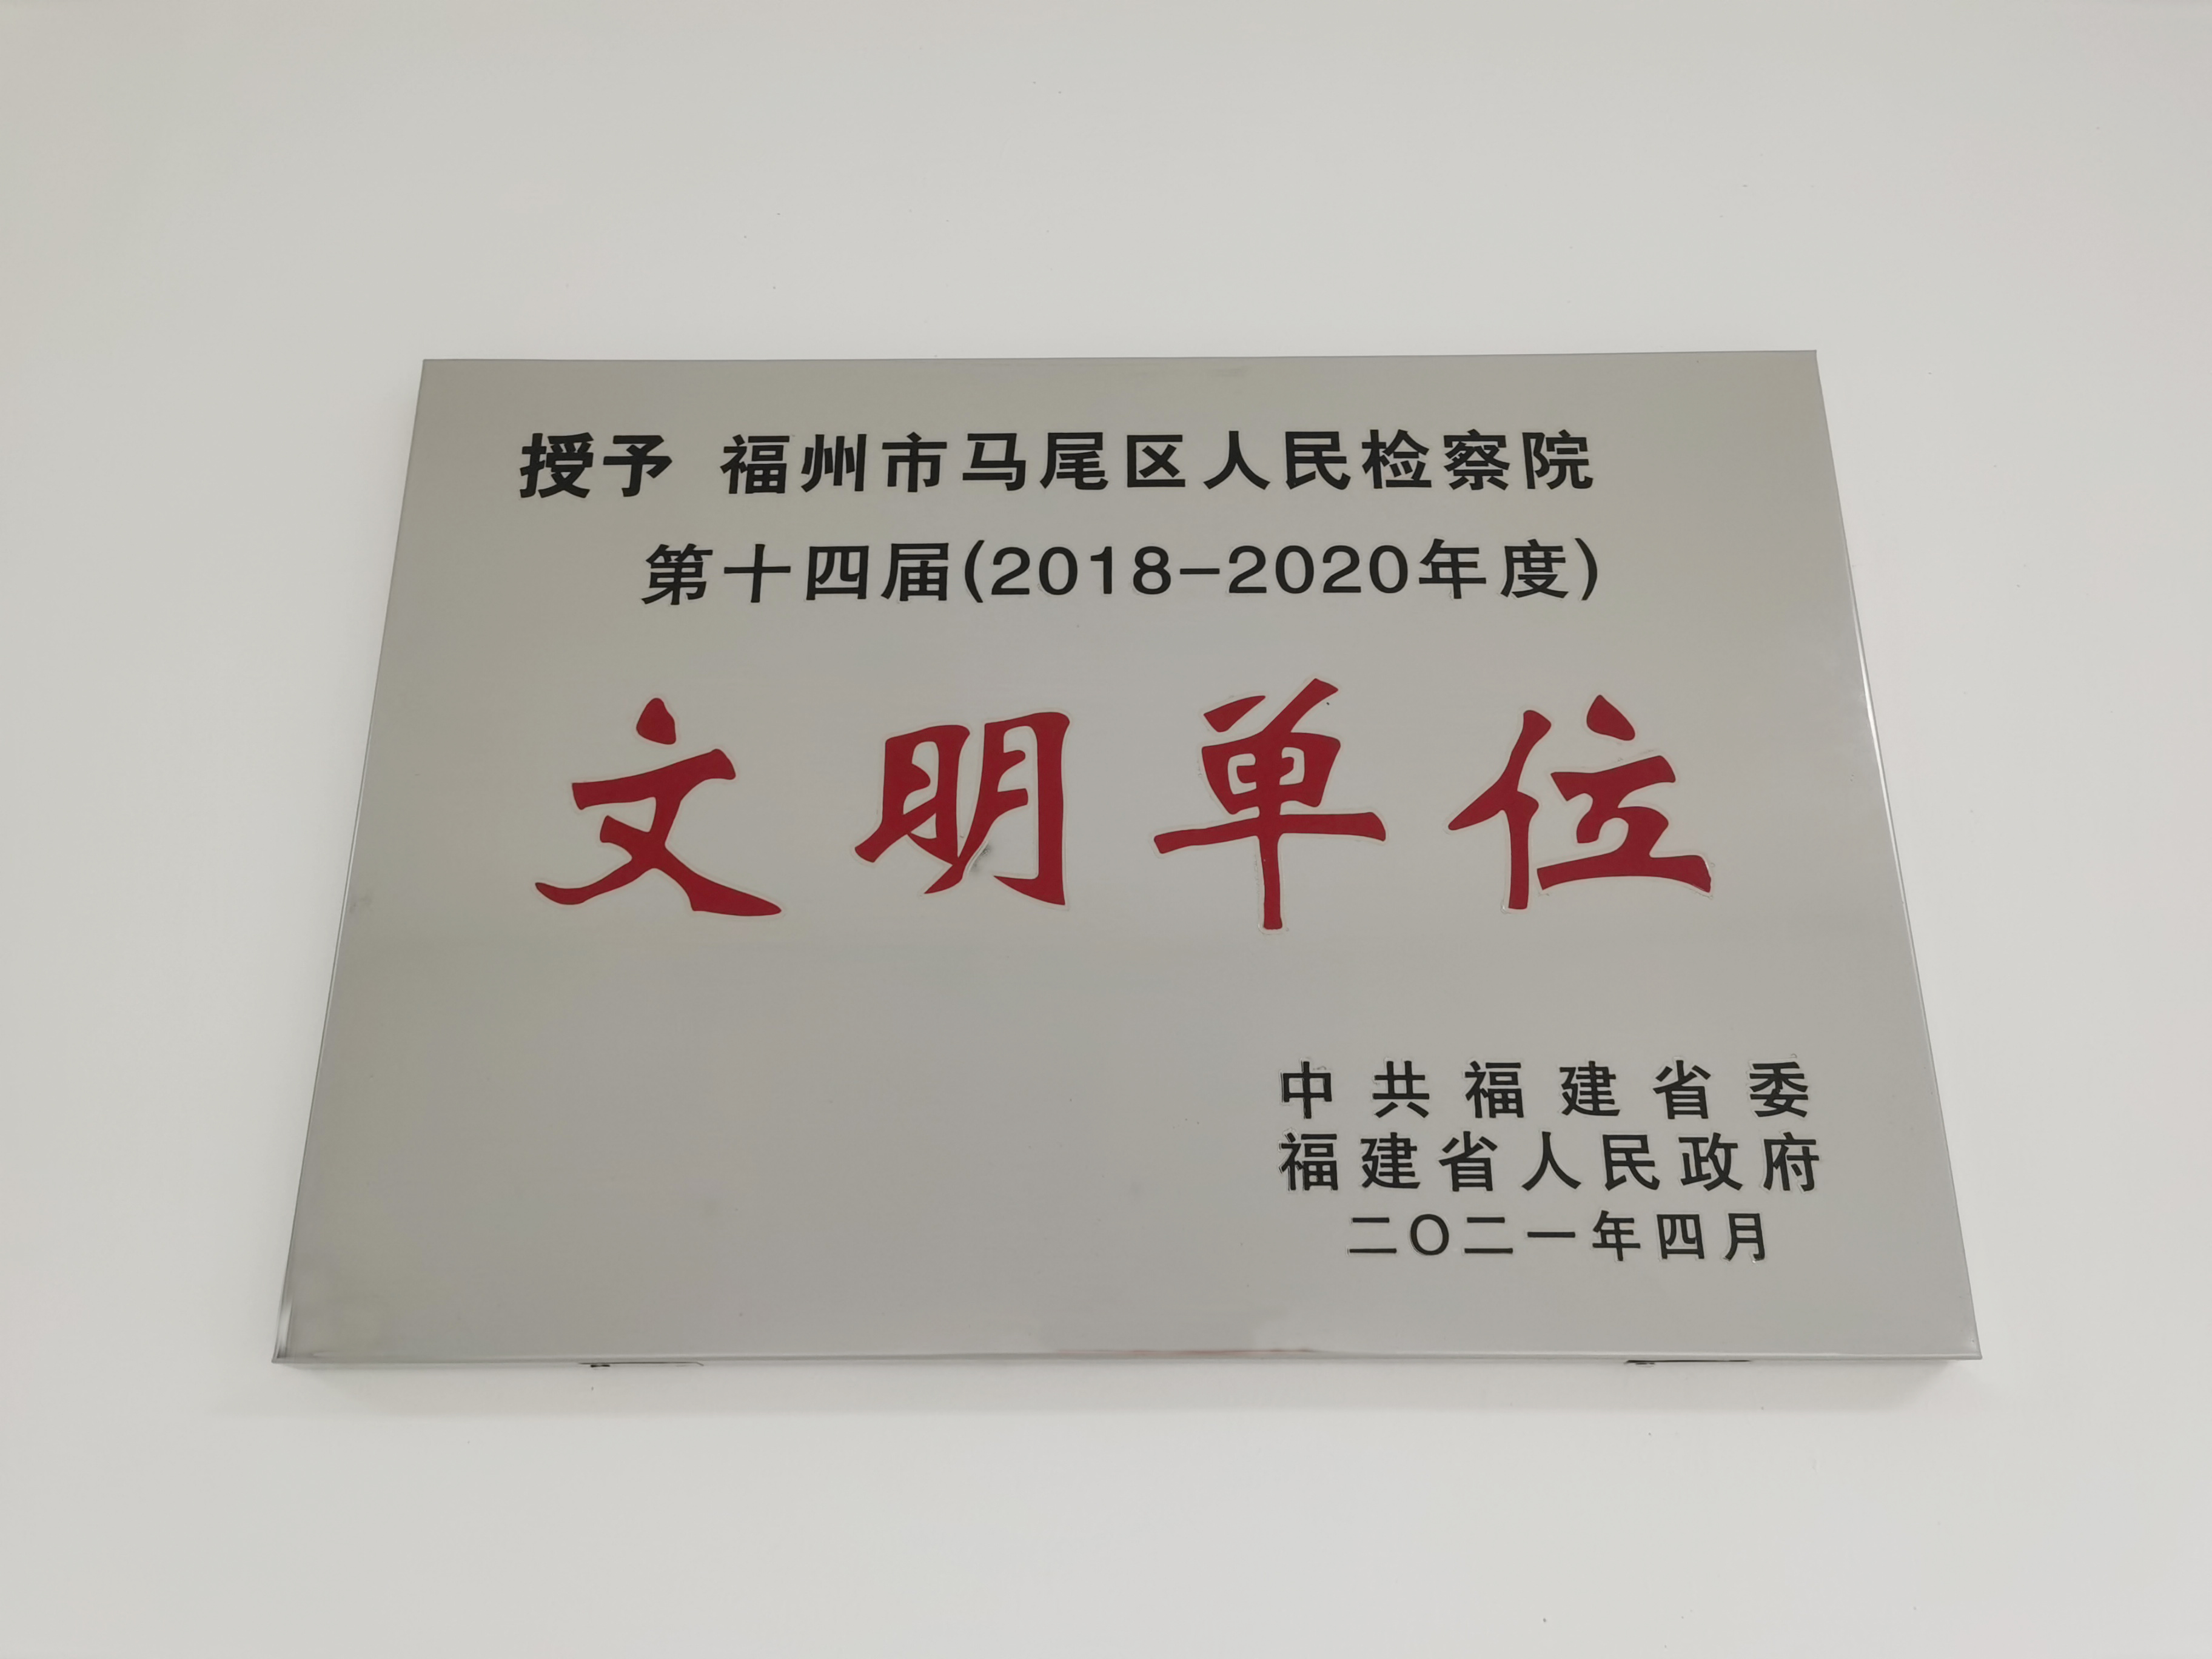 授予 福州市马尾区人民检察院
第十四届(2018-2020年度)
文明单位
中共福建省委
福建省人民政府
二〇二一年四月